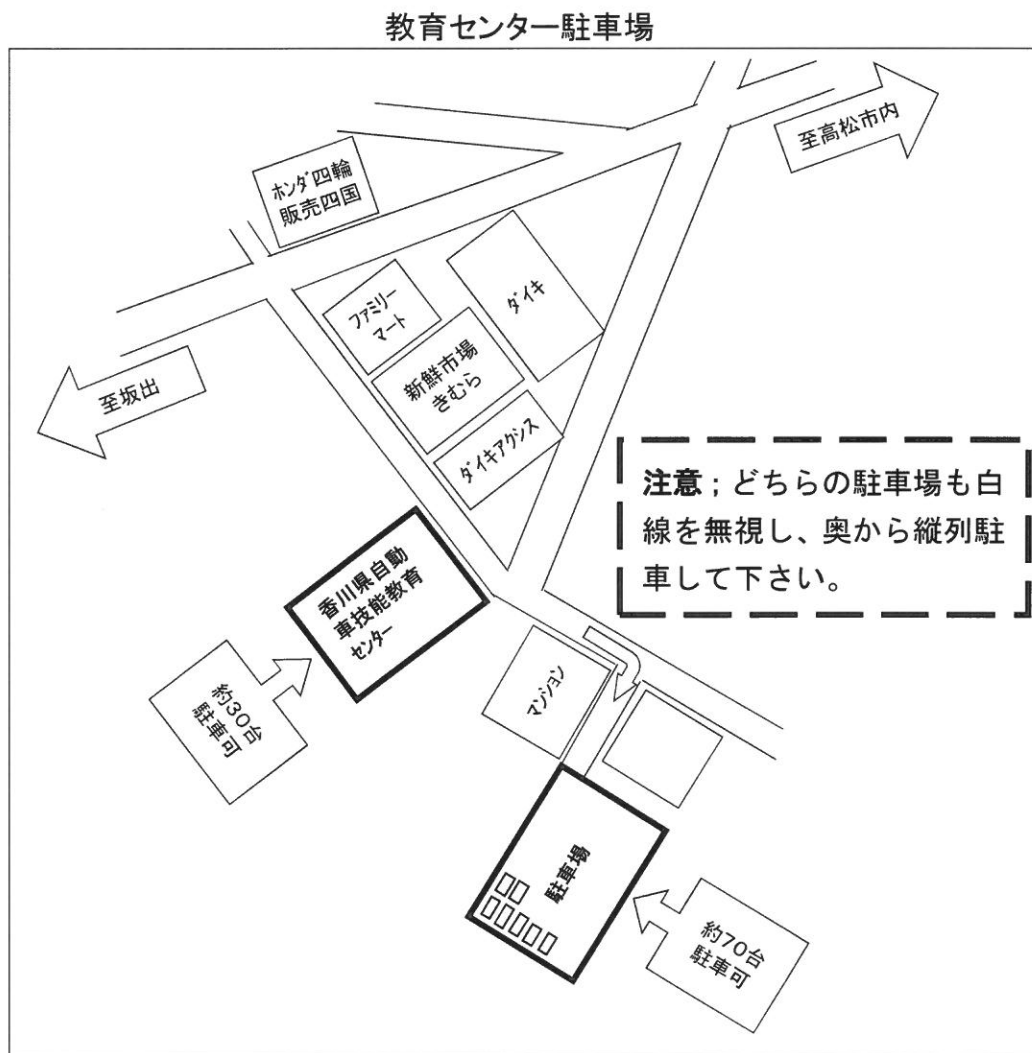 教育センター駐車場
至高松市内
ホンダ四輪
販売四国
ダイキ
ファミリー
マート
新鮮市場
きむら
至坂出
ダイキアクシス
注意；どちらの駐車場も白
線を無視し、奥から縦列駐
車して下さい。
香川県自動
車技能教育
センター
約30台
駐車可
マンション
駐車場
約70台
駐車可